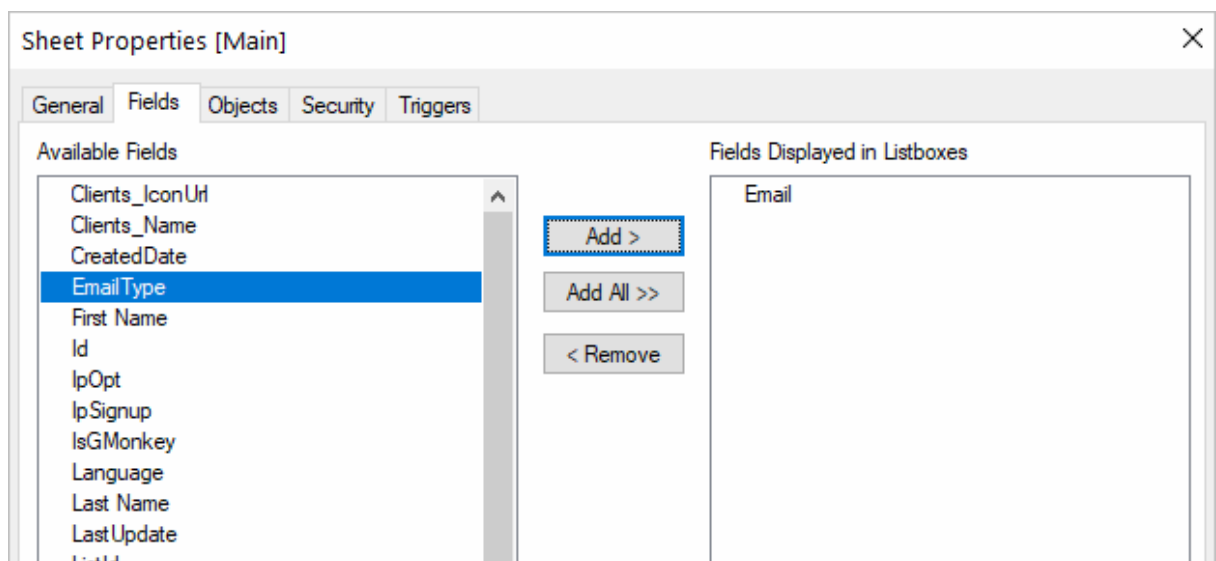 Sheet Properties [Main]
General Fields Objects Security Triggers
Available Fields
Fields Displayed in Listboxes
Clients_IconUrl
Clients_Name
CreatedDate
EmailType
First Name
Id
IpOpt
IpSignup
IsGMonkey
Language
Last Name
LastUpdate
Add >
Add All >>
< Remove
Email